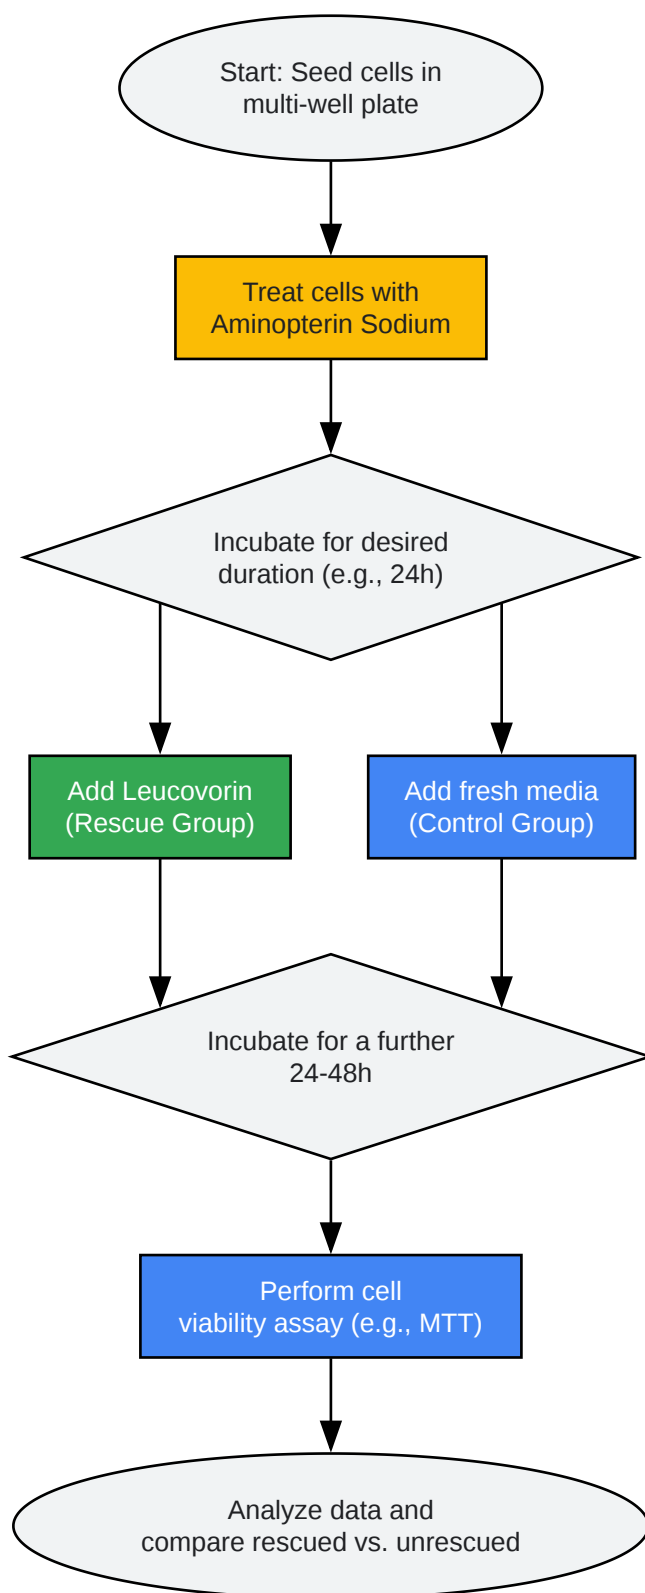 Start: Seed cells in
multi-well plate
Treat cells with
Aminopterin Sodium
Incubate for desired
duration (e.g., 24h)
Add Leucovorin
(Rescue Group)
Add fresh media
(Control Group)
Incubate for a further
24-48h
Perform cell
viability assay (e.g., MTT)
Analyze data and
compare rescued vs. unrescued